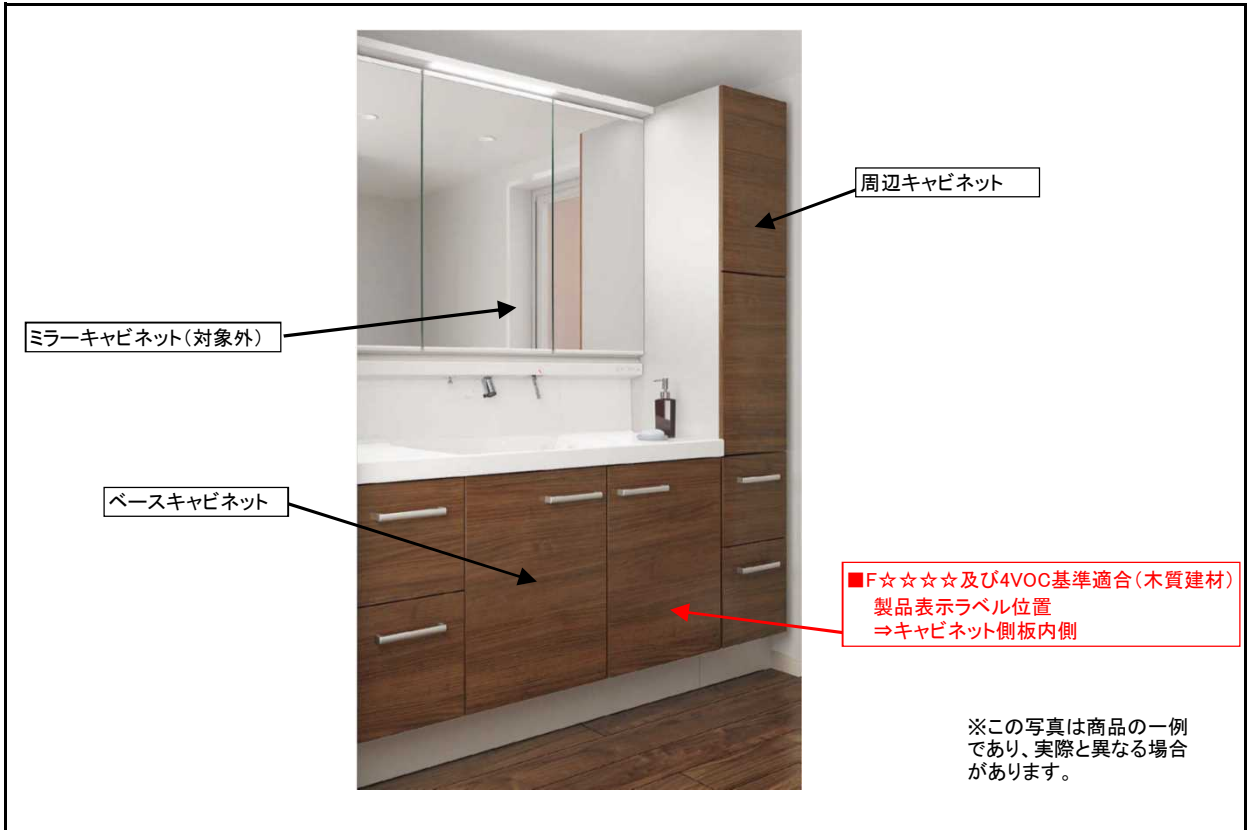 周辺キャビネット
ミラーキャビネット（対象外）
ベースキャビネット
■F☆☆☆☆及び4VOC基準適合（木質建材）
製品表示ラベル位置
⇒キャビネット側板内側
※この写真は商品の一例
であり、実際と異なる場合
があります。